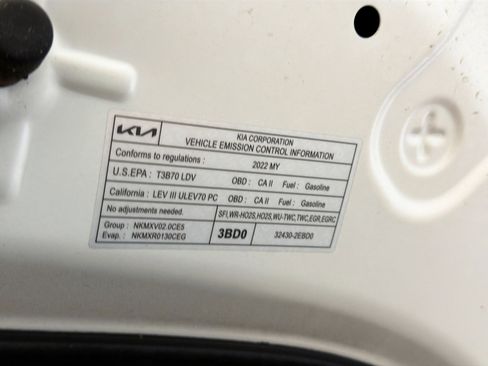 KIA
KIA CORPORATION
VEHICLE EMISSION CONTROL INFORMATION
Conforms to regulations : 2022 MY
U.S.EPA : T3B70 LDV OBD : CA II Fuel : Gasoline
California : LEV III ULEV70 PC OBD : CA II Fuel : Gasoline
No adjustments needed. SFI,WR-HO2S,HO2S,WU-TWC,TWC,EGR,EGRC
Group : NKMXV02.0CE5
Evap. : NKMXR0130CEG
3BD0
32430-2EBD0